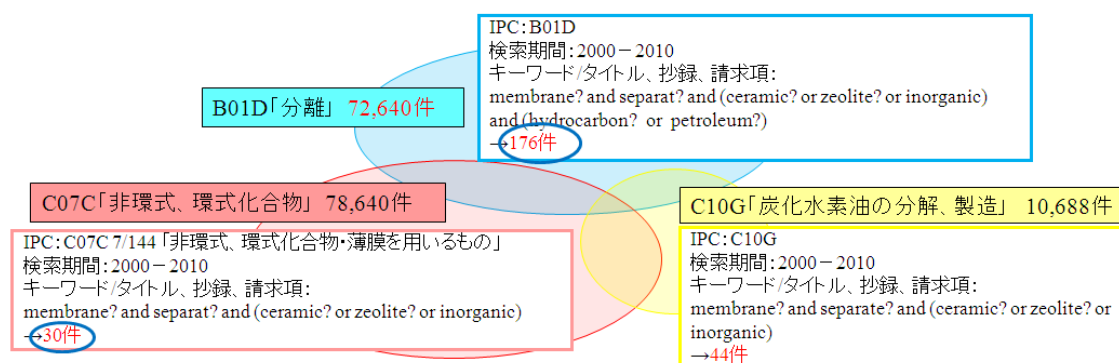 IPC:B01D
検索期間:2000-2010
キーワード/タイトル、抄録、請求項:
membrane? and separat? and (ceramic? or zeolite? or inorganic)
and (hydrocarbon? or petroleum?)
→176件
B01D「分離」 72,640件
C07C「非環式、環式化合物」 78,640件
IPC:C07C 7/144「非環式、環式化合物・薄膜を用いるもの」
検索期間:2000-2010
キーワード/タイトル、抄録、請求項:
membrane? and separat? and (ceramic? or zeolite? or inorganic)
→30件
C10G「炭化水素油の分解、製造」 10,688件
IPC:C10G
検索期間:2000-2010
キーワード/タイトル、抄録、請求項:
membrane? and separate? and (ceramic? or zeolite? or
inorganic)
→44件